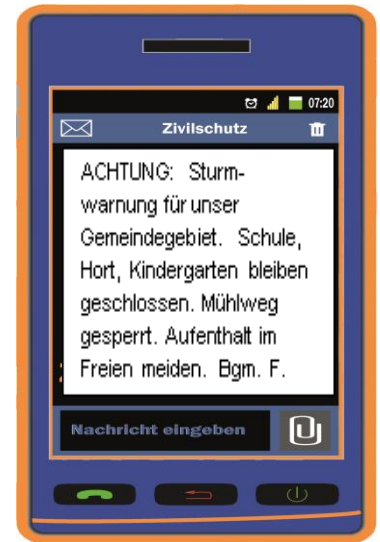 07:20
Zivilschutz
ACHTUNG: Sturm-
warnung für unser
Gemeindegebiet. Schule,
Hort, Kindergarten bleiben
geschlossen. Mühlweg
gesperrt. Aufenthalt im
Freien meiden. Bgm. F.
Nachricht eingeben